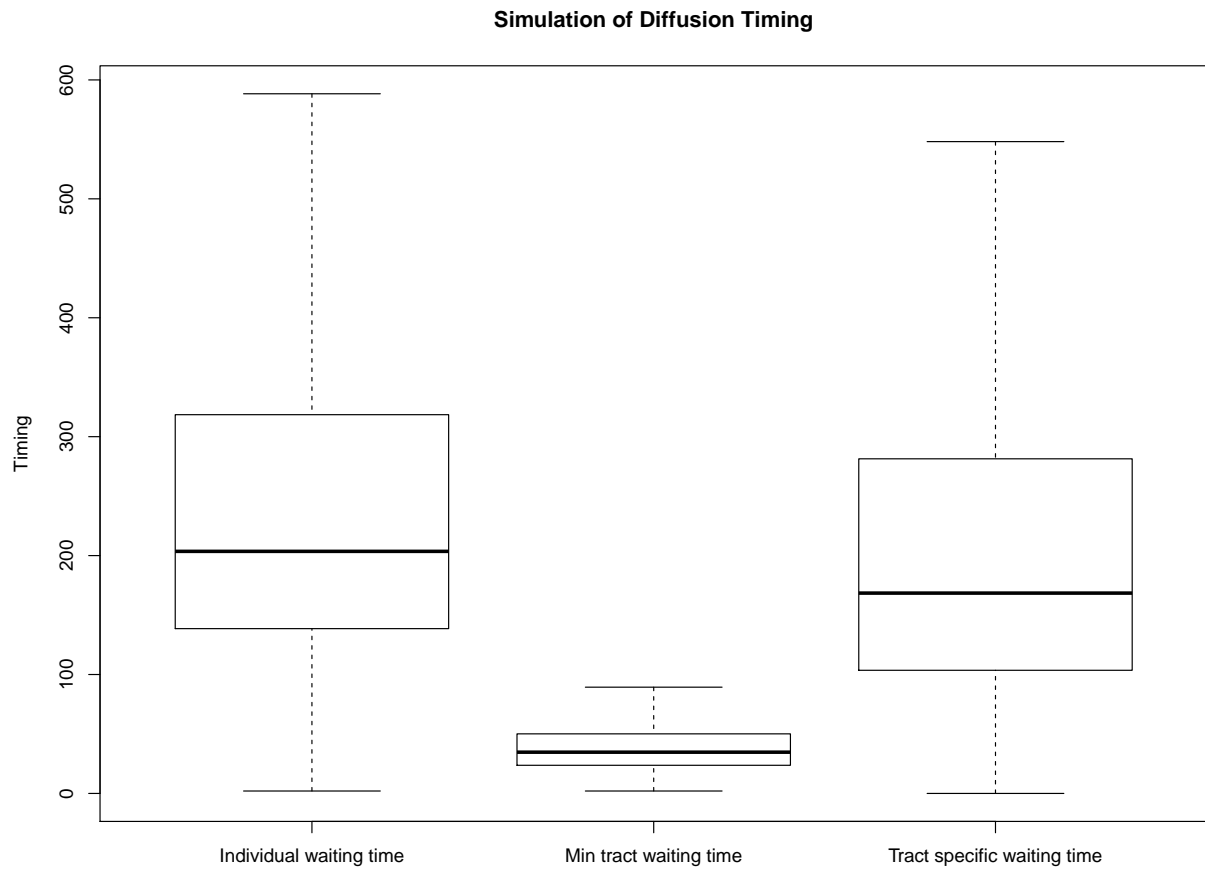 Simulation of Diffusion Timing
Timing
600
500
400
300
200
100
0
Individual waiting time
Min tract waiting time
Tract specific waiting time